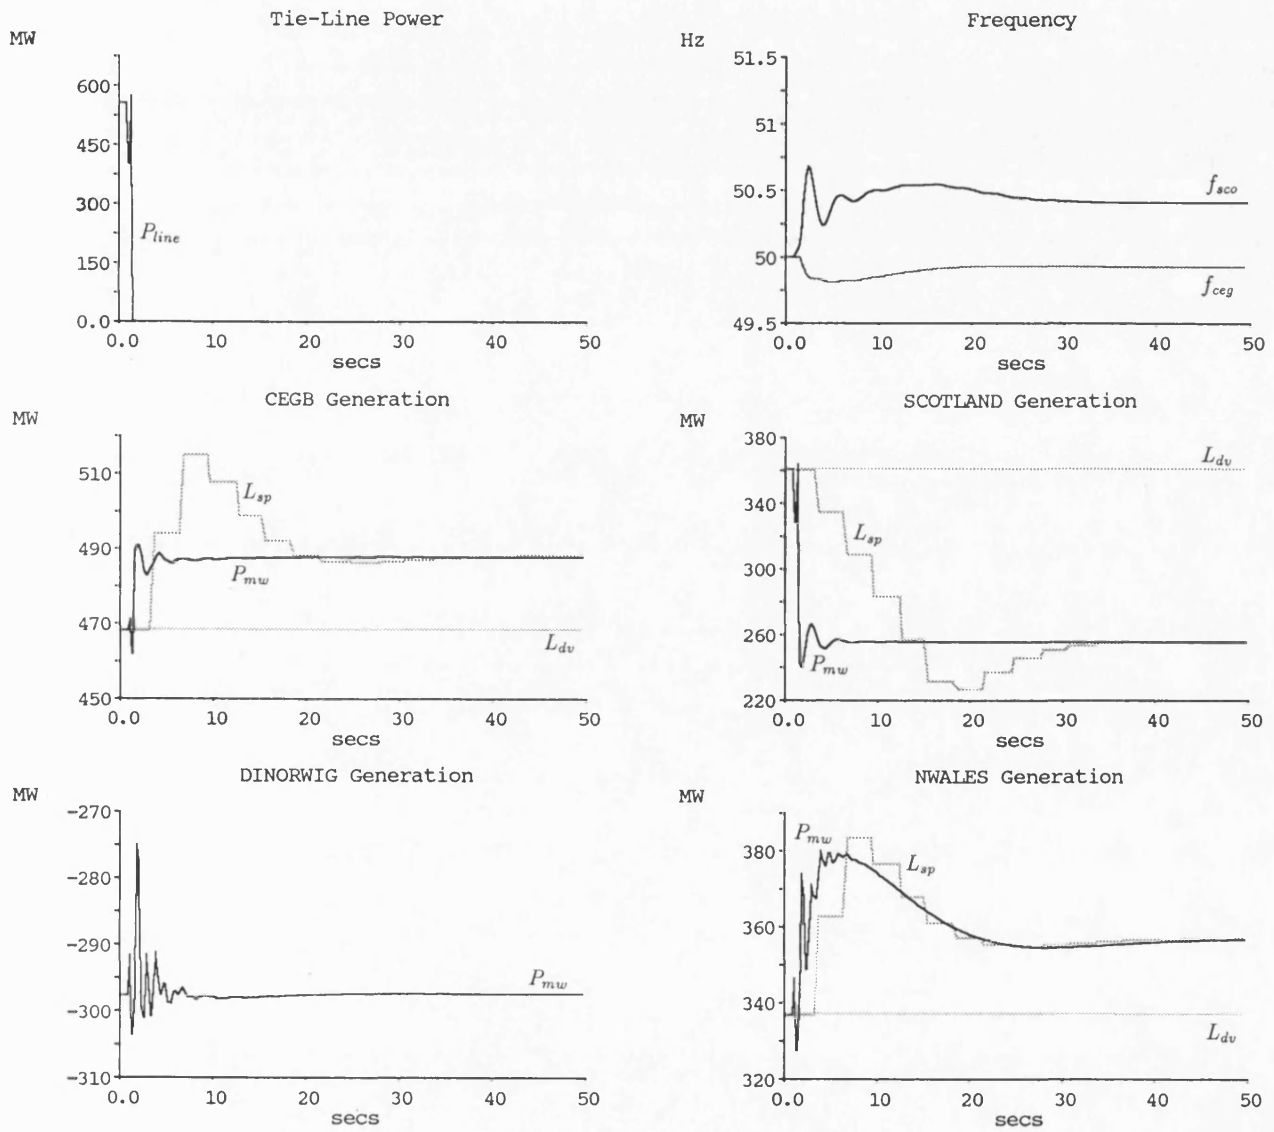 Tie-Line Power
MW
600
450
300
150
0.0
P_line
0.0 10 20 30 40 50
secs
Frequency
Hz
51.5
51
50.5
50
49.5
f_sco
f_ceg
0.0 10 20 30 40 50
secs
CEGB Generation
MW
510
490
470
450
L_sp
P_mw
L_dv
0.0 10 20 30 40 50
secs
SCOTLAND Generation
MW
380
340
300
260
220
L_dv
L_sp
P_mw
0.0 10 20 30 40 50
secs
DINORWIG Generation
MW
-270
-280
-290
-300
-310
P_mw
0.0 10 20 30 40 50
secs
NWALES Generation
MW
380
360
340
320
P_mw
L_sp
L_dv
0.0 10 20 30 40 50
secs